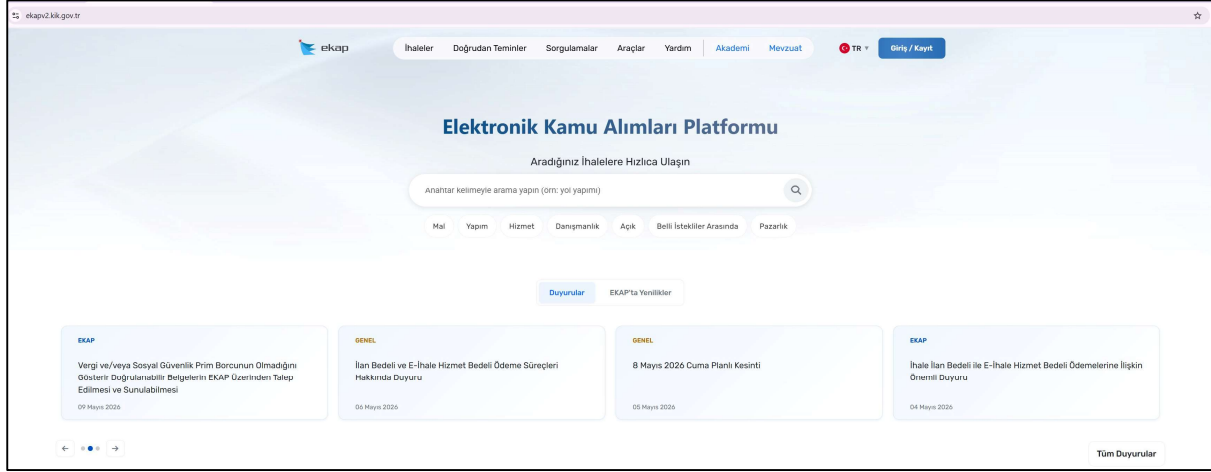 ekapv2.kik.gov.tr
ekap
İhaleler Doğrudan Teminler Sorgulamalar Araçlar Yardım Akademi Mevzuat TR Giriş / Kayıt
Elektronik Kamu Alımları Platformu
Aradığınız İhalelere Hızlıca Ulaşın
Anahtar kelimeyle arama yapın (örn: yol yapımı)
Mal Yapım Hizmet Danışmanlık Açık Belli İstekliler Arasında Pazarlık
Duyurular EKAP'ta Yenilikler
EKAP
Vergi ve/veya Sosyal Güvenlik Prim Borcunun Olmadığını
Gösterir Doğrulanabilir Belgelerin EKAP Üzerinden Talep
Edilmesi ve Sunulabilmesi
09 Mayıs 2026
GENEL
İlan Bedeli ve E-İhale Hizmet Bedeli Ödeme Süreçleri
Hakkında Duyuru
06 Mayıs 2026
GENEL
8 Mayıs 2026 Cuma Planlı Kesinti
05 Mayıs 2026
EKAP
İhale İlan Bedeli ile E-İhale Hizmet Bedeli Ödemelerine İlişkin
Önemli Duyuru
04 Mayıs 2026
Tüm Duyurular